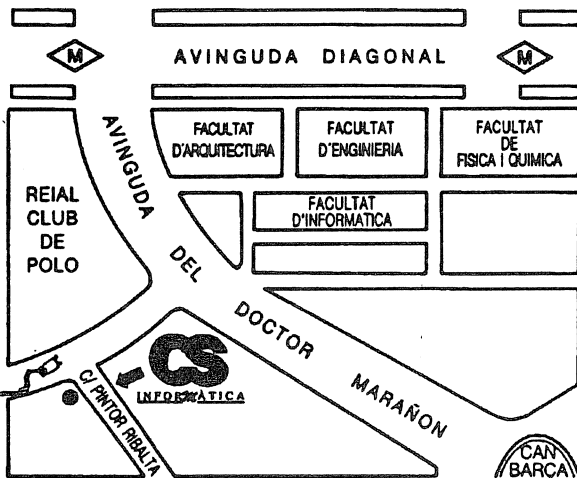 M AVINGUDA DIAGONAL M
AVINGUDA DEL DOCTOR MARAÑON
FACULTAT
D'ARQUITECTURA
FACULTAT
D'ENGINIERIA
FACULTAT
DE
FISICA I QUIMICA
REIAL
CLUB
DE
POLO
FACULTAT
D'INFORMATICA
CS
INFORMÀTICA
C/ PINTOR RIBALTA
CAN
BARCA